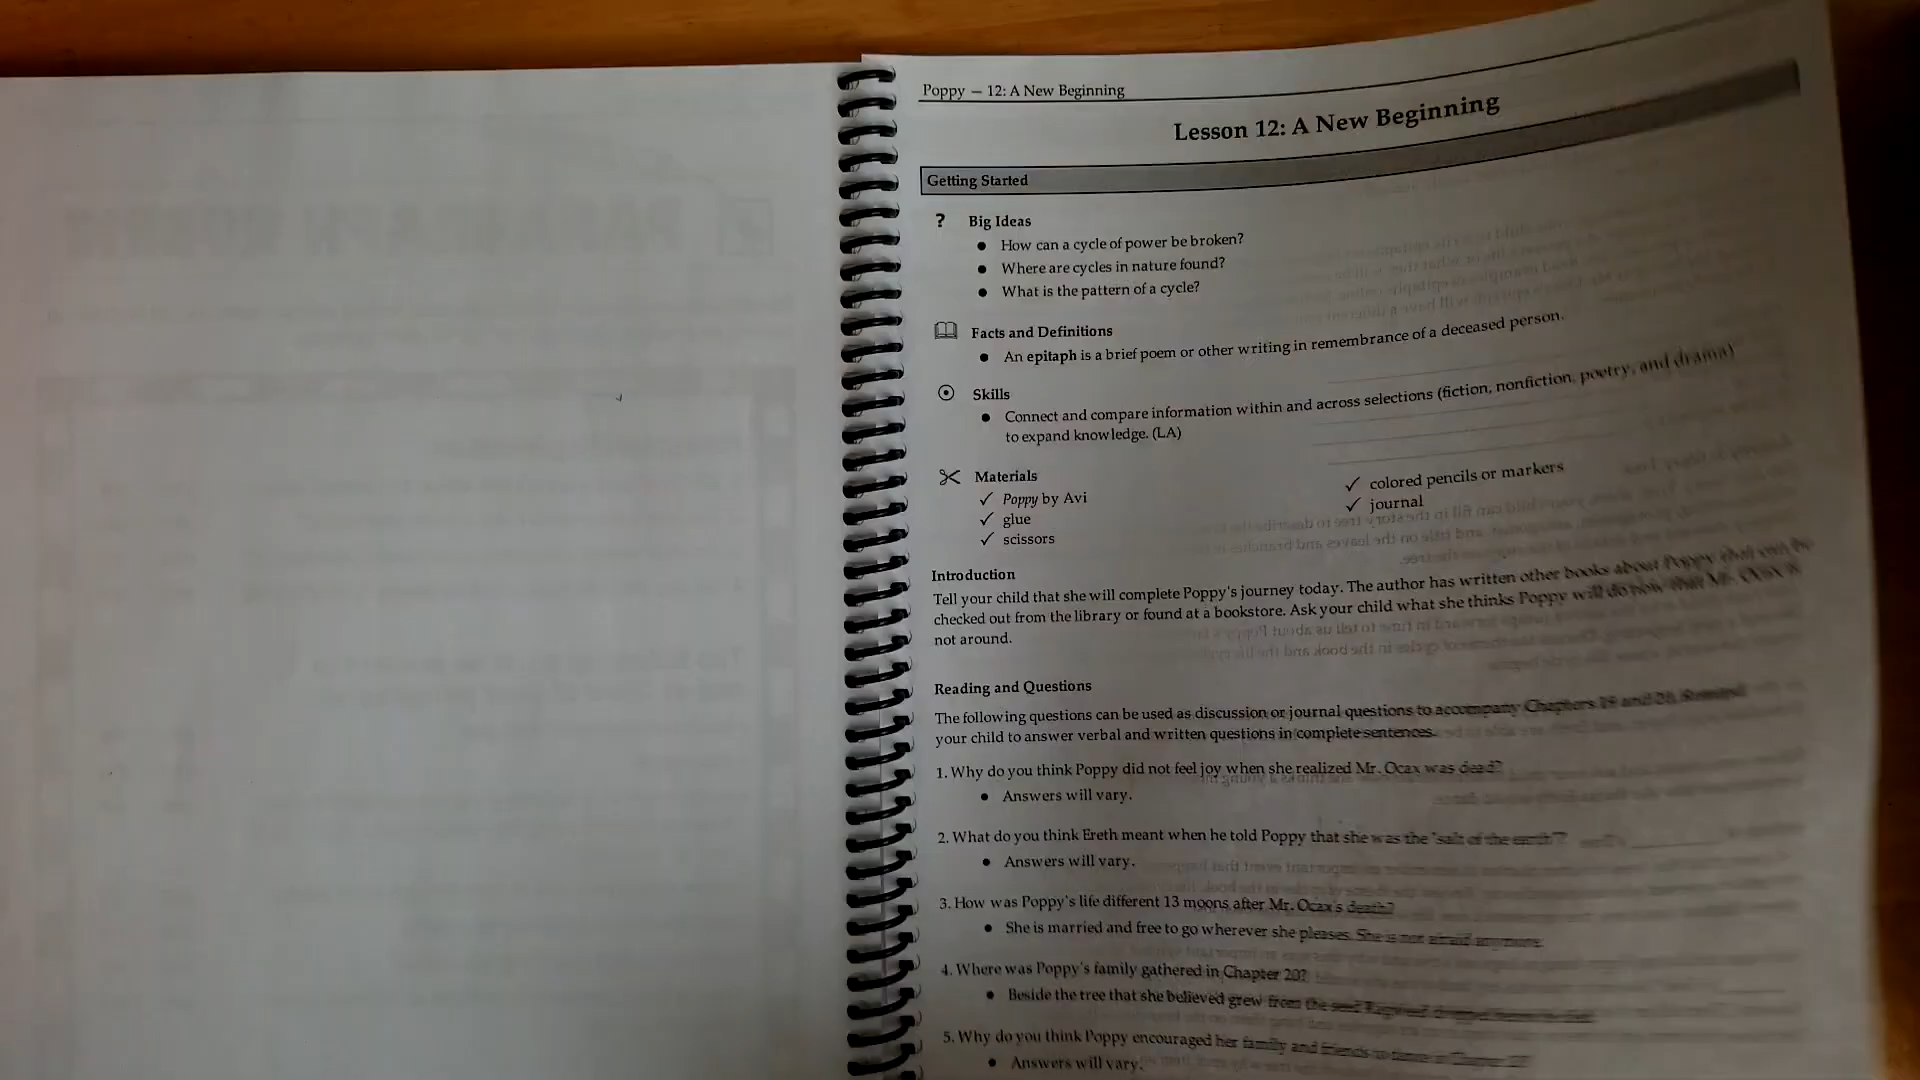 Poppy — 12: A New Beginning
Lesson 12: A New Beginning
Getting Started
? Big Ideas
● How can a cycle of power be broken?
● Where are cycles in nature found?
● What is the pattern of a cycle?
Facts and Definitions
● An epitaph is a brief poem or other writing in remembrance of a deceased person.
Skills
● Connect and compare information within and across selections (fiction, nonfiction, poetry, and drama)
to expand knowledge. (LA)
Materials
✓ Poppy by Avi
✓ glue
✓ scissors
✓ colored pencils or markers
✓ journal
Introduction
Tell your child that she will complete Poppy's journey today. The author has written other books about Poppy that can be
checked out from the library or found at a bookstore. Ask your child what she thinks Poppy will do now that Mr. Ocax is
not around.
Reading and Questions
The following questions can be used as discussion or journal questions to accompany Chapters 19 and 20. Remind
your child to answer verbal and written questions in complete sentences.
1. Why do you think Poppy did not feel joy when she realized Mr. Ocax was dead?
● Answers will vary.
2. What do you think Ereth meant when he told Poppy that she was the "salt of the earth"?
● Answers will vary.
3. How was Poppy's life different 13 moons after Mr. Ocax's death?
● She is married and free to go wherever she pleases. She is not afraid anymore.
4. Where was Poppy's family gathered in Chapter 20?
● Beside the tree that she believed grew from the seed Ragweed dropped
5. Why do you think Poppy encouraged her family and friends to dance in Chapter 20?
● Answers will vary.